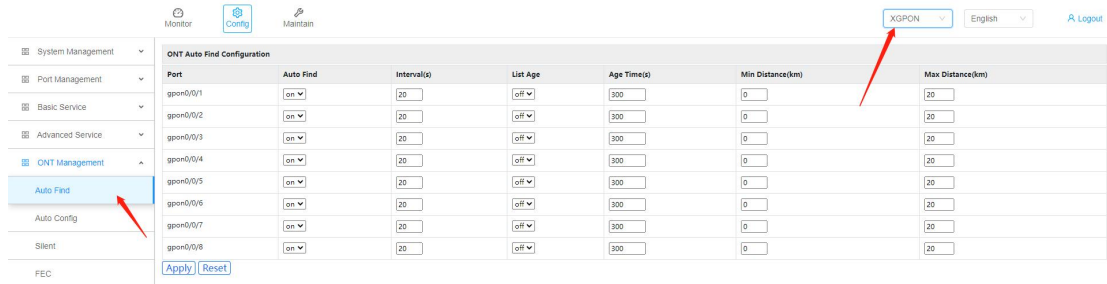 Monitor Config Maintain XGPON English Logout
System Management
Port Management
Basic Service
Advanced Service
ONT Management
Auto Find
Auto Config
Silent
FEC
ONT Auto Find Configuration
Port Auto Find Interval(s) List Age Age Time(s) Min Distance(km) Max Distance(km)
gpon0/0/1 on 20 off 300 0 20
gpon0/0/2 on 20 off 300 0 20
gpon0/0/3 on 20 off 300 0 20
gpon0/0/4 on 20 off 300 0 20
gpon0/0/5 on 20 off 300 0 20
gpon0/0/6 on 20 off 300 0 20
gpon0/0/7 on 20 off 300 0 20
gpon0/0/8 on 20 off 300 0 20
Apply Reset